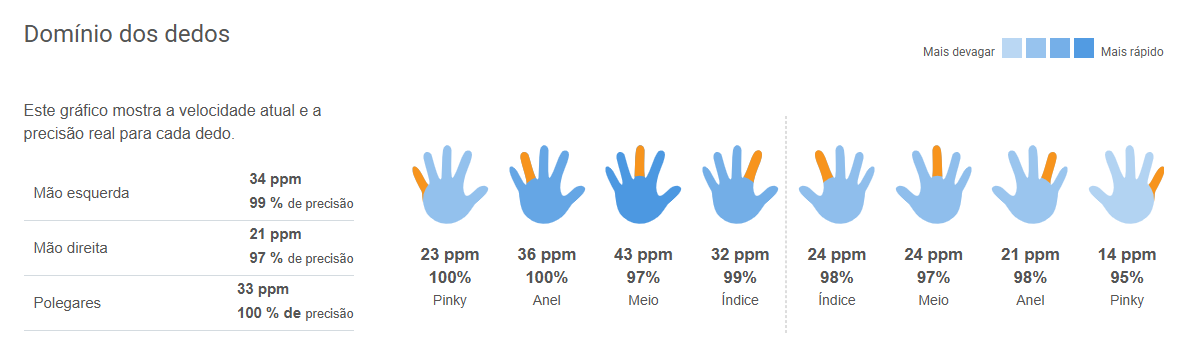 Domínio dos dedos
Mais devagar
Mais rápido
Este gráfico mostra a velocidade atual e a
precisão real para cada dedo.
Mão esquerda
34 ppm
99 % de precisão
Mão direita
21 ppm
97 % de precisão
Polegares
33 ppm
100 % de precisão
23 ppm
100%
Pinky
36 ppm
100%
Anel
43 ppm
97%
Meio
32 ppm
99%
Índice
24 ppm
98%
Índice
24 ppm
97%
Meio
21 ppm
98%
Anel
14 ppm
95%
Pinky